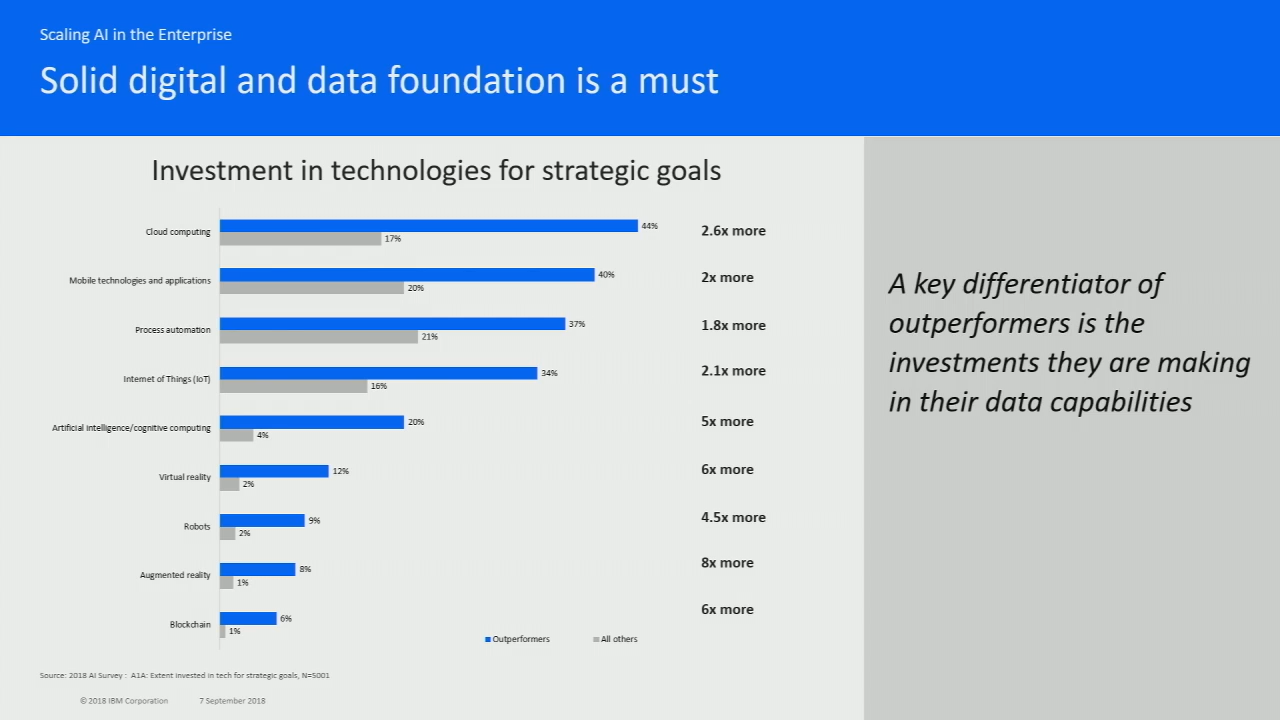 Scaling AI in the Enterprise
Solid digital and data foundation is a must
Investment in technologies for strategic goals
Cloud computing 44% 17% 2.6x more
Mobile technologies and applications 40% 20% 2x more
Process automation 37% 21% 1.8x more
Internet of Things (IoT) 34% 16% 2.1x more
Artificial intelligence/cognitive computing 20% 4% 5x more
Virtual reality 12% 2% 6x more
Robots 9% 2% 4.5x more
Augmented reality 8% 1% 8x more
Blockchain 6% 1% 6x more
Outperformers All others
A key differentiator of
outperformers is the
investments they are making
in their data capabilities
Source: 2018 AI Survey : A1A: Extent invested in tech for strategic goals, N=5001
© 2018 IBM Corporation 7 September 2018